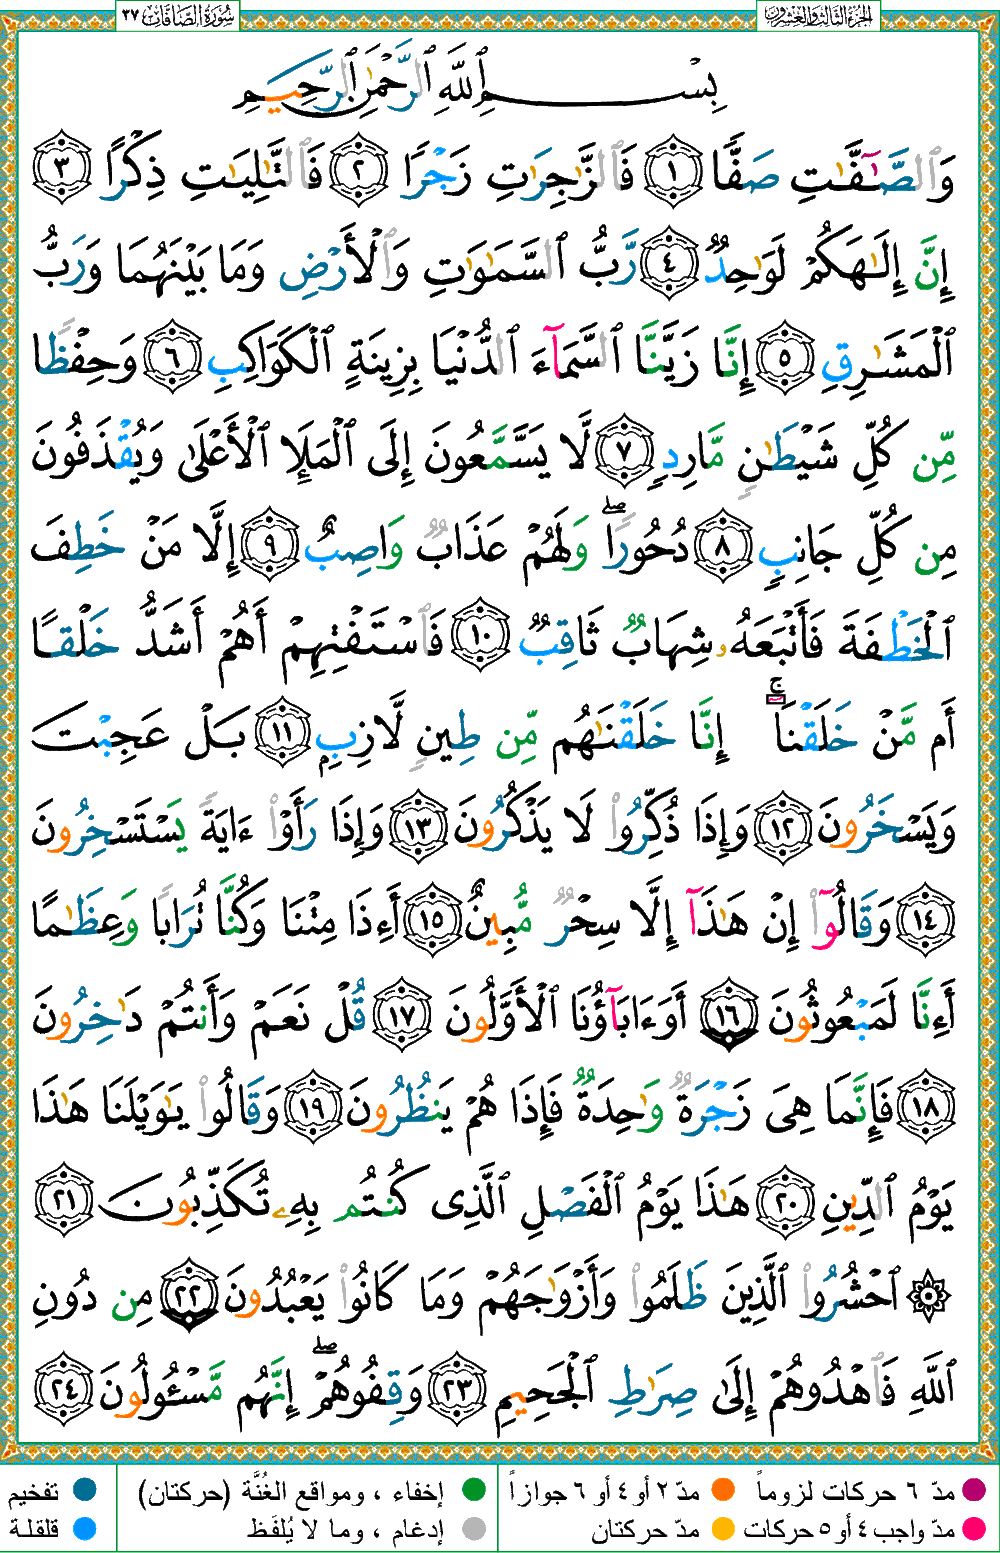 الجزء الثالث والعشرون
سُورَةُ الصَّافَّات ٣٧
بِسْمِ ٱللَّهِ ٱلرَّحْمَٰنِ ٱلرَّحِيمِ
وَٱلصَّٰٓفَّٰتِ صَفًّا ١ فَٱلزَّٰجِرَٰتِ زَجْرًا ٢ فَٱلتَّٰلِيَٰتِ ذِكْرًا ٣
إِنَّ إِلَٰهَكُمْ لَوَٰحِدٌ ٤ رَّبُّ ٱلسَّمَٰوَٰتِ وَٱلْأَرْضِ وَمَا بَيْنَهُمَا وَرَبُّ
ٱلْمَشَٰرِقِ ٥ إِنَّا زَيَّنَّا ٱلسَّمَآءَ ٱلدُّنْيَا بِزِينَةٍ ٱلْكَوَاكِبِ ٦ وَحِفْظًا
مِّن كُلِّ شَيْطَٰنٍ مَّارِدٍ ٧ لَّا يَسَّمَّعُونَ إِلَى ٱلْمَلَإِ ٱلْأَعْلَىٰ وَيُقْذَفُونَ
مِن كُلِّ جَانِبٍ ٨ دُحُورًا ۖ وَلَهُمْ عَذَابٌ وَاصِبٌ ٩ إِلَّا مَنْ خَطِفَ
ٱلْخَطْفَةَ فَأَتْبَعَهُۥ شِهَابٌ ثَاقِبٌ ١٠ فَٱسْتَفْتِهِمْ أَهُمْ أَشَدُّ خَلْقًا
أَم مَّنْ خَلَقْنَا ۚ إِنَّا خَلَقْنَٰهُم مِّن طِينٍ لَّازِبٍۭ ١١ بَلْ عَجِبْتَ
وَيَسْخَرُونَ ١٢ وَإِذَا ذُكِّرُوا۟ لَا يَذْكُرُونَ ١٣ وَإِذَا رَأَوْا۟ ءَايَةً يَسْتَسْخِرُونَ
١٤ وَقَالُوٓا۟ إِنْ هَٰذَآ إِلَّا سِحْرٌ مُّبِينٌ ١٥ أَءِذَا مِتْنَا وَكُنَّا تُرَابًا وَعِظَٰمًا
أَءِنَّا لَمَبْعُوثُونَ ١٦ أَوَءَابَآؤُنَا ٱلْأَوَّلُونَ ١٧ قُلْ نَعَمْ وَأَنتُمْ دَٰخِرُونَ
١٨ فَإِنَّمَا هِىَ زَجْرَةٌ وَٰحِدَةٌ فَإِذَا هُمْ يَنظُرُونَ ١٩ وَقَالُوا۟ يَٰوَيْلَنَا هَٰذَا
يَوْمُ ٱلدِّينِ ٢٠ هَٰذَا يَوْمُ ٱلْفَصْلِ ٱلَّذِى كُنتُم بِهِۦ تُكَذِّبُونَ ٢١
۞ ٱحْشُرُوا۟ ٱلَّذِينَ ظَلَمُوا۟ وَأَزْوَٰجَهُمْ وَمَا كَانُوا۟ يَعْبُدُونَ ٢٢ مِن دُونِ
ٱللَّهِ فَٱهْدُوهُمْ إِلَىٰ صِرَٰطِ ٱلْجَحِيمِ ٢٣ وَقِفُوهُمْ ۖ إِنَّهُم مَّسْـُٔولُونَ ٢٤
مدّ ٦ حركات لزوماً مدّ ٢ أو ٤ أو ٦ جوازاً إخفاء ، ومواقع الغُنَّة (حركتان) تفخيم
مدّ واجب ٤ أو ٥ حركات مدّ حركتان إدغام ، وما لا يُلفَظ قلقلة